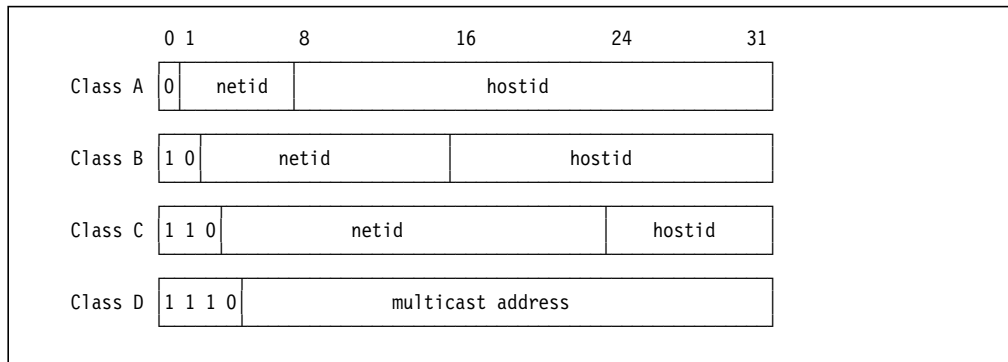 0 1 8 16 24 31
Class A 0 netid hostid
Class B 1 0 netid hostid
Class C 1 1 0 netid hostid
Class D 1 1 1 0 multicast address